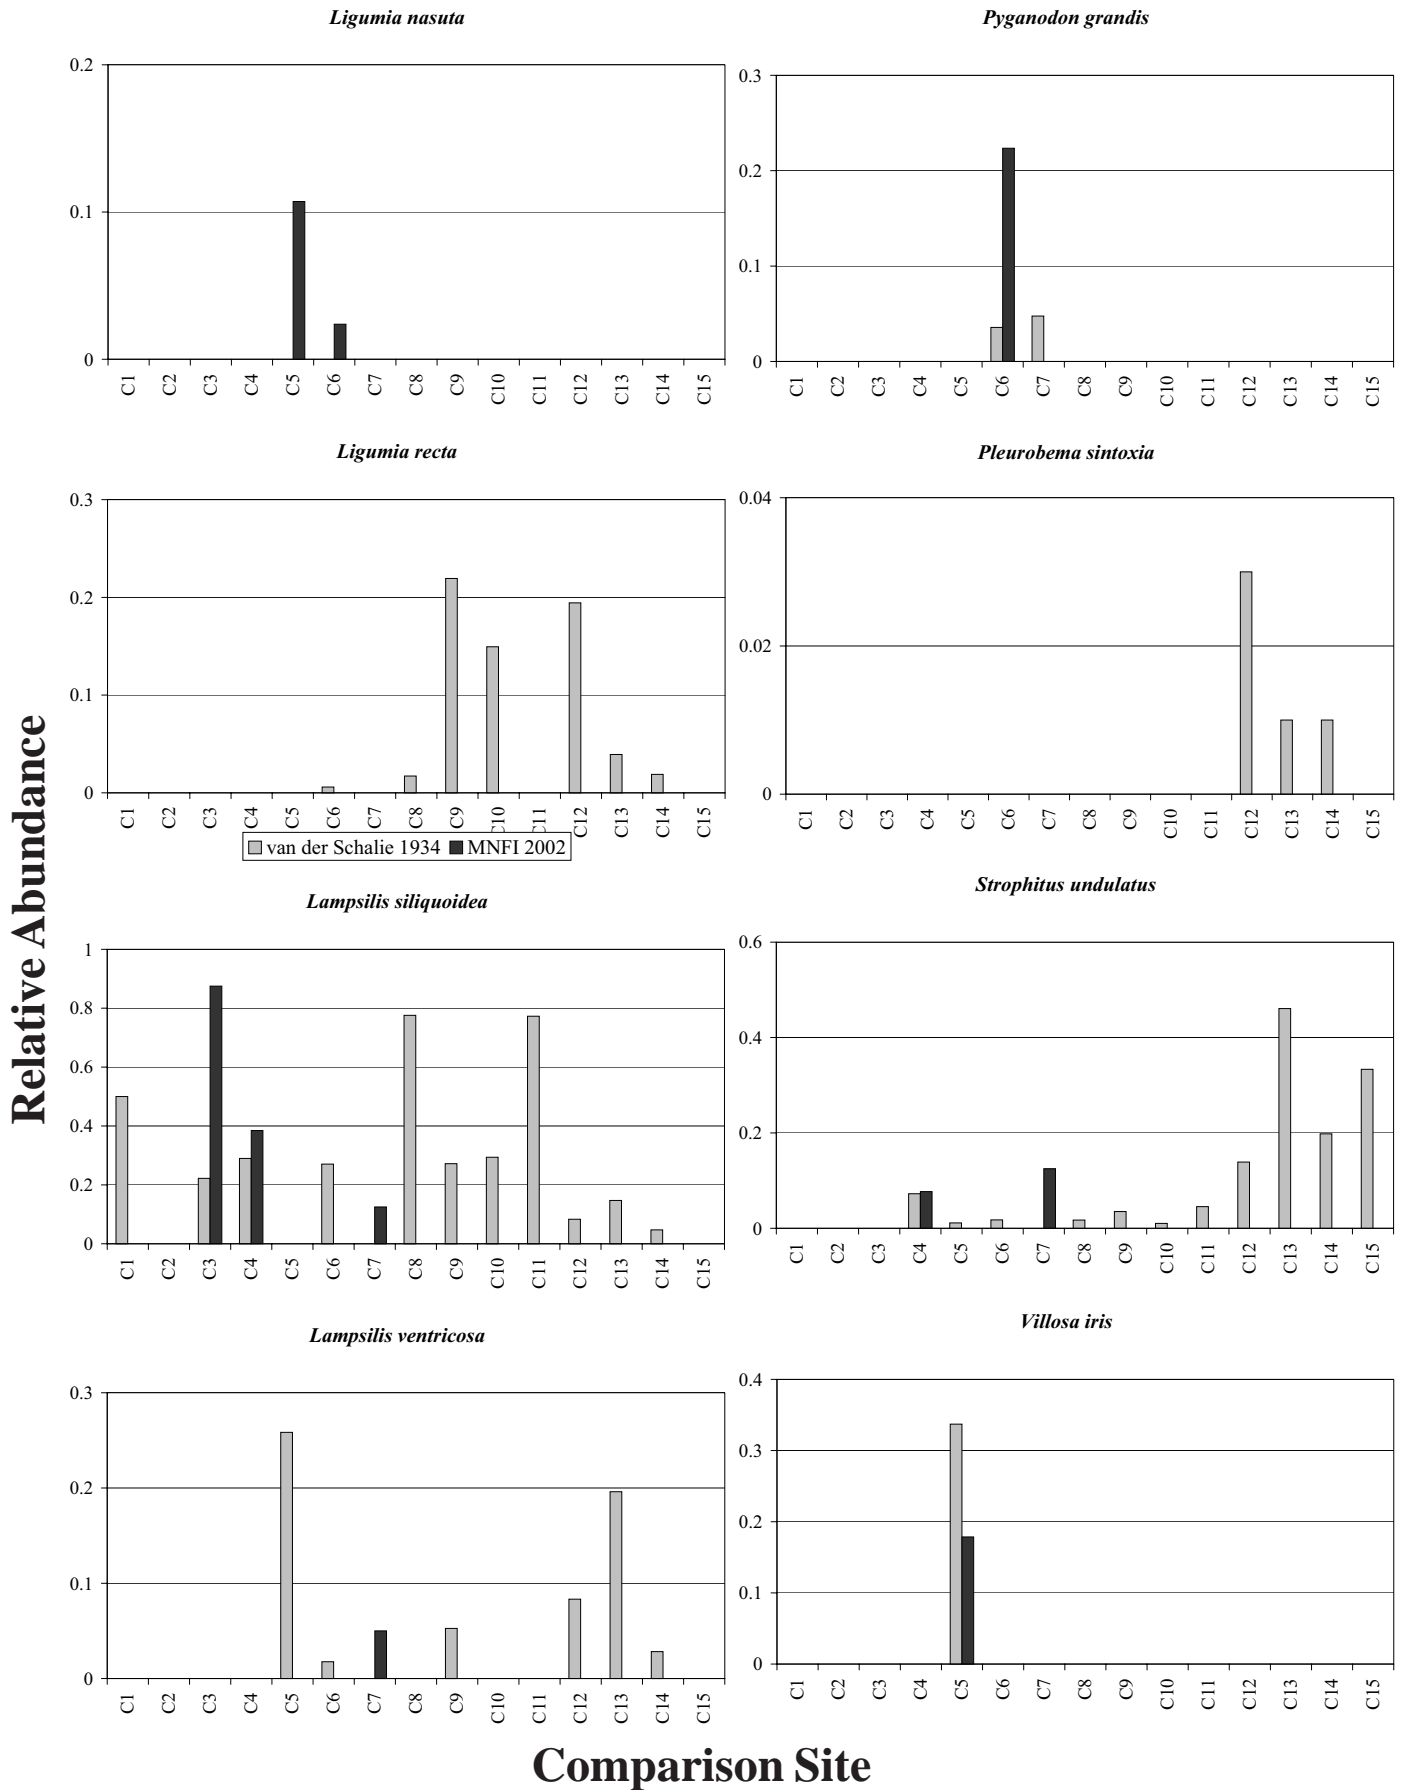 Ligumia nasuta
0.2
0.1
0
C1 C2 C3 C4 C5 C6 C7 C8 C9 C10 C11 C12 C13 C14 C15
Pyganodon grandis
0.3
0.2
0.1
0
C1 C2 C3 C4 C5 C6 C7 C8 C9 C10 C11 C12 C13 C14 C15
Ligumia recta
0.3
0.2
0.1
0
C1 C2 C3 C4 C5 C6 C7 C8 C9 C10 C11 C12 C13 C14 C15
van der Schalie 1934 MNFI 2002
Pleurobema sintoxia
0.04
0.02
0
C1 C2 C3 C4 C5 C6 C7 C8 C9 C10 C11 C12 C13 C14 C15
Relative Abundance
Lampsilis siliquoidea
1
0.8
0.6
0.4
0.2
0
C1 C2 C3 C4 C5 C6 C7 C8 C9 C10 C11 C12 C13 C14 C15
Strophitus undulatus
0.6
0.4
0.2
0
C1 C2 C3 C4 C5 C6 C7 C8 C9 C10 C11 C12 C13 C14 C15
Lampsilis ventricosa
0.3
0.2
0.1
0
C1 C2 C3 C4 C5 C6 C7 C8 C9 C10 C11 C12 C13 C14 C15
Villosa iris
0.4
0.3
0.2
0.1
0
C1 C2 C3 C4 C5 C6 C7 C8 C9 C10 C11 C12 C13 C14 C15
Comparison Site